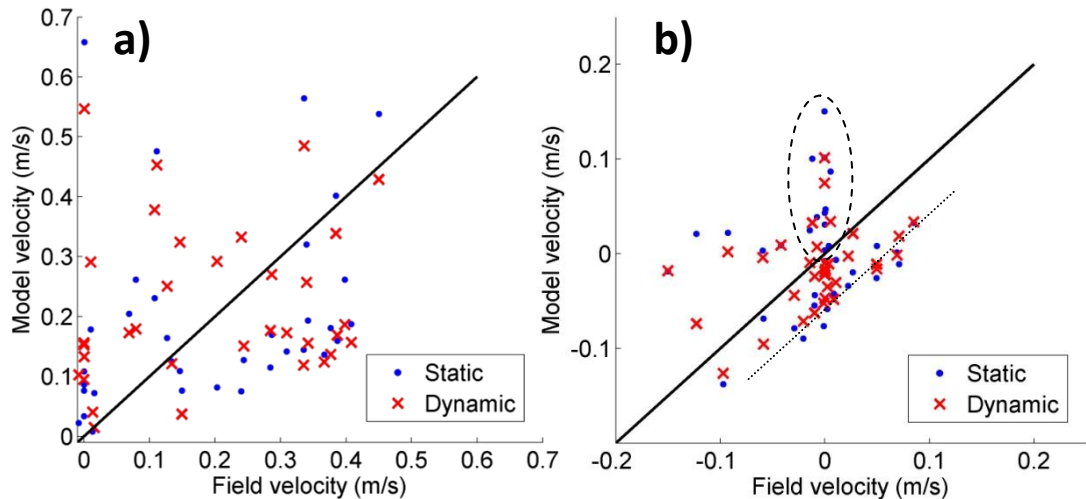 a)
Model velocity (m/s)
0.7
0.6
0.5
0.4
0.3
0.2
0.1
0
0 0.1 0.2 0.3 0.4 0.5 0.6 0.7
Field velocity (m/s)
Static
Dynamic
b)
Model velocity (m/s)
0.2
0.1
0
-0.1
-0.2 -0.1 0 0.1 0.2
Field velocity (m/s)
Static
Dynamic